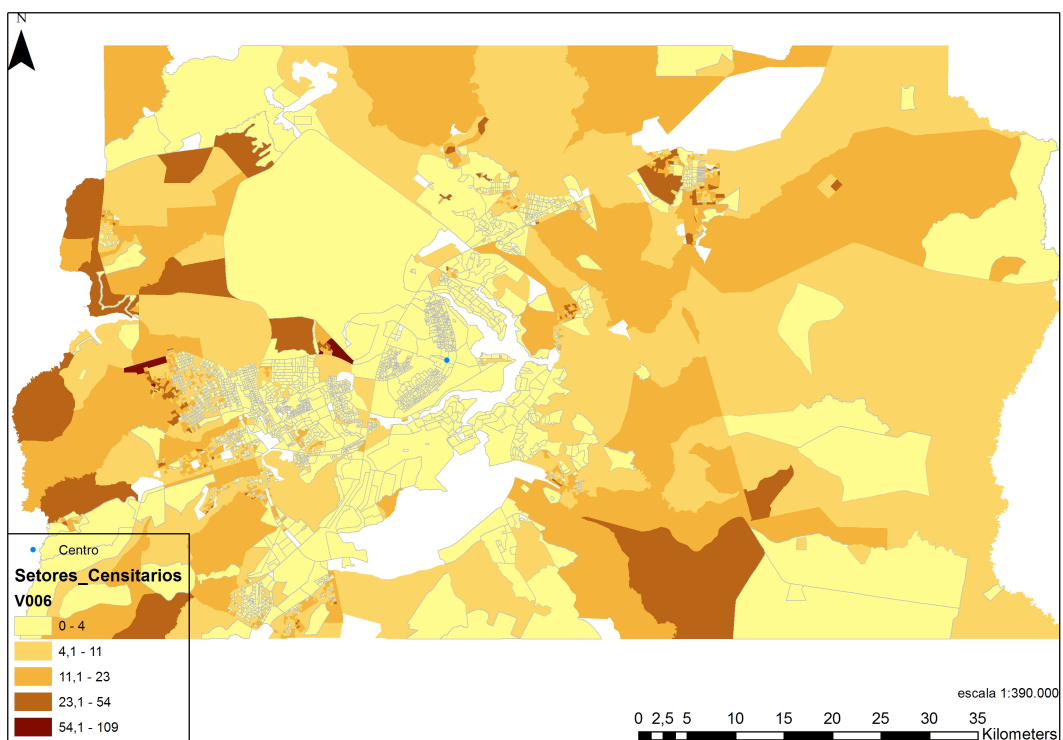 N
Centro
Setores_Censitarios
V006
0 - 4
4,1 - 11
11,1 - 23
23,1 - 54
54,1 - 109
escala 1:390.000
0 2,5 5 10 15 20 25 30 35
Kilometers